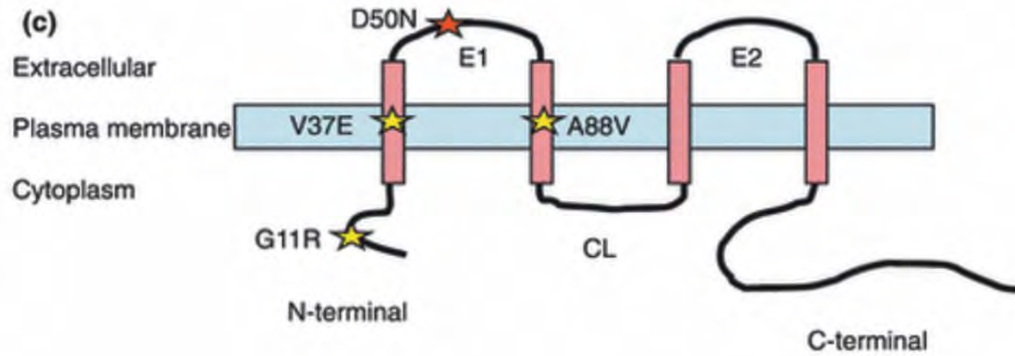 (c)
D50N
E1
E2
Extracellular
Plasma membrane
V37E
A88V
Cytoplasm
G11R
CL
N-terminal
C-terminal